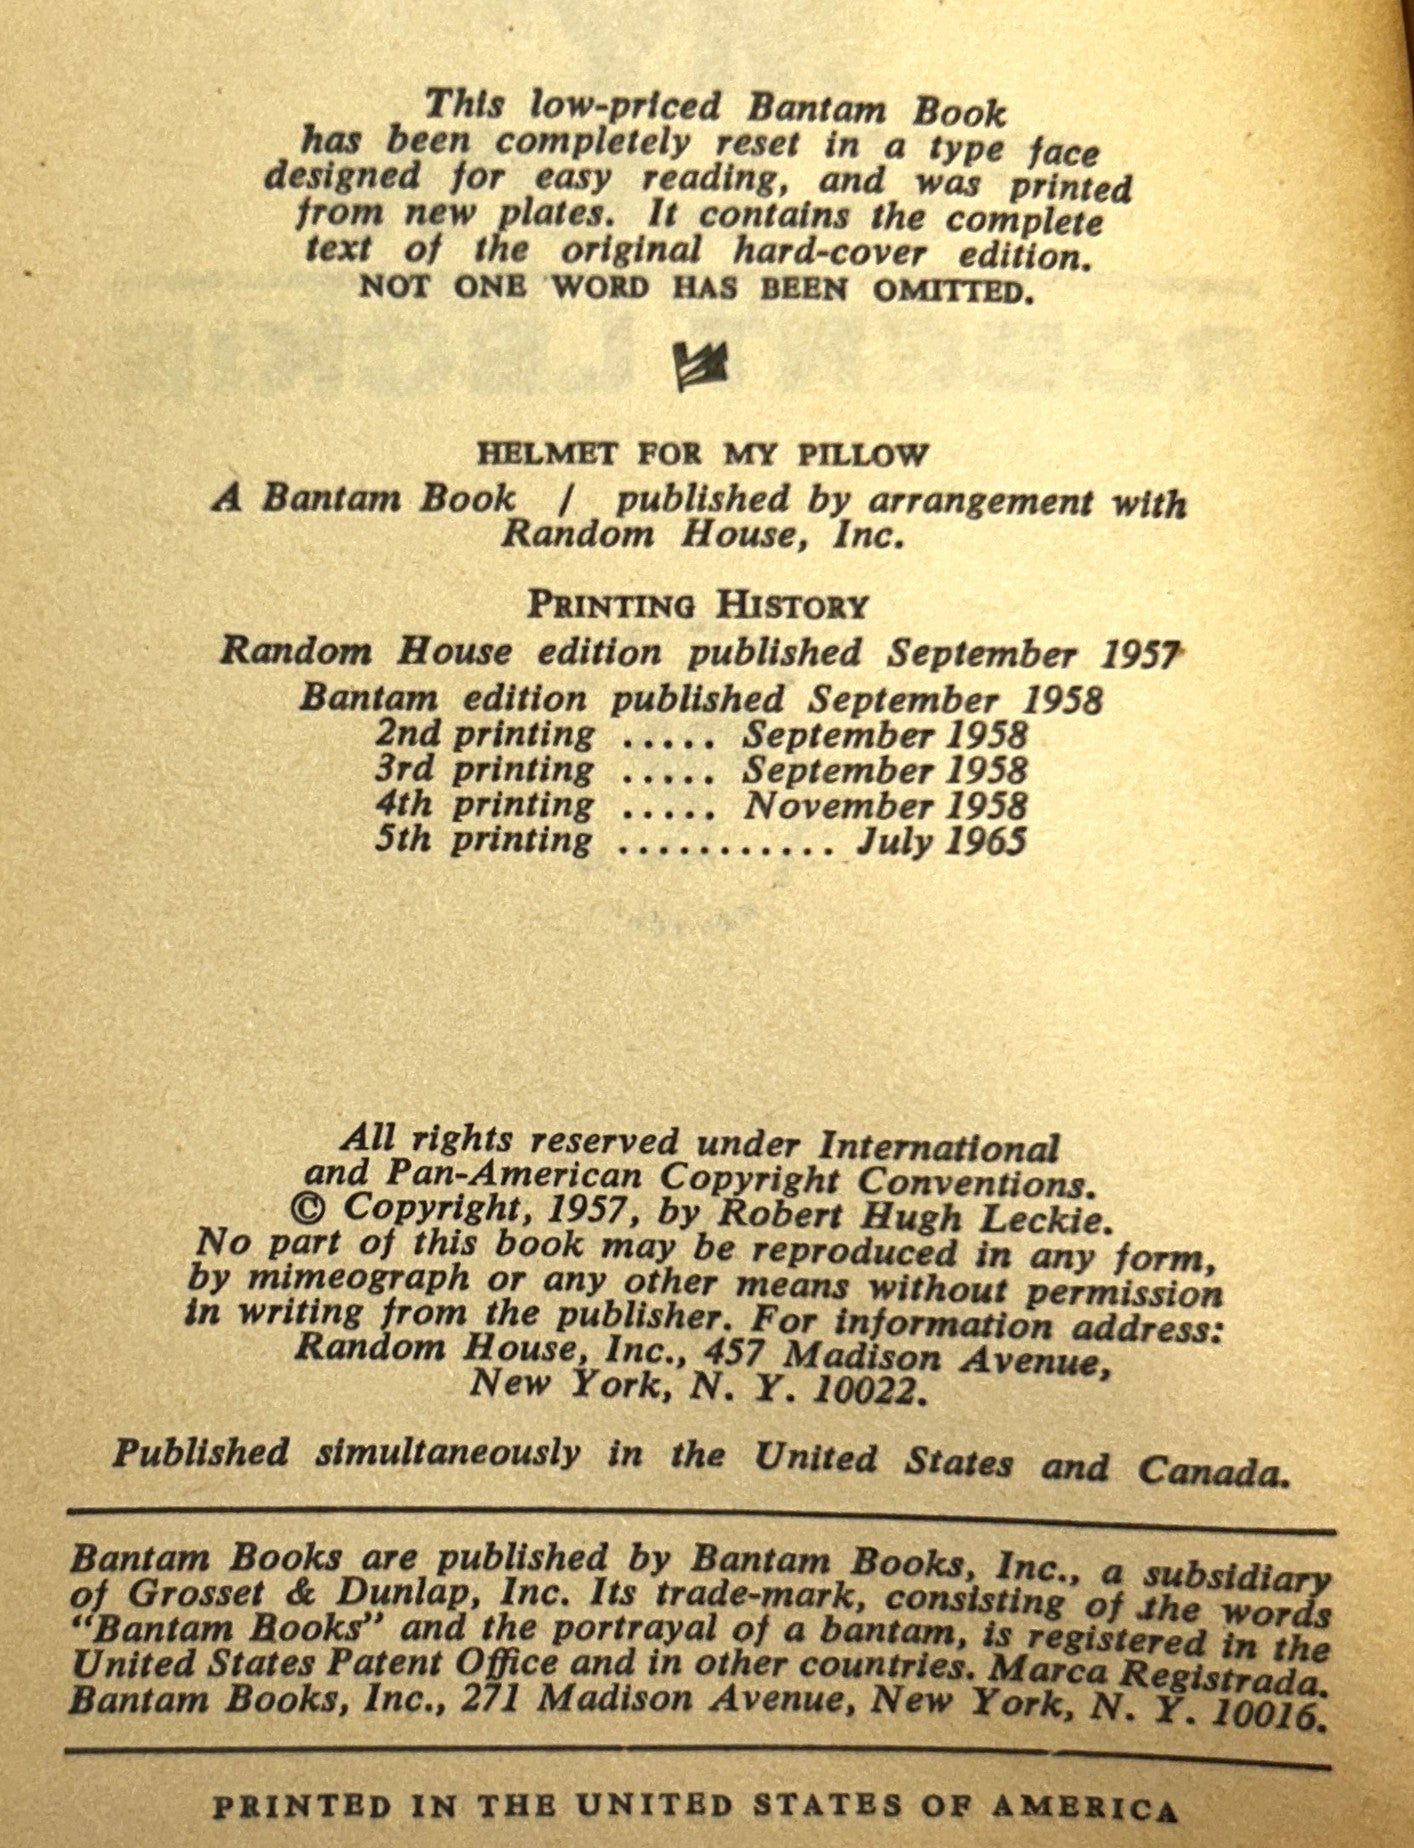 This low-priced Bantam Book
has been completely reset in a type face
designed for easy reading, and was printed
from new plates. It contains the complete
text of the original hard-cover edition.
NOT ONE WORD HAS BEEN OMITTED.
HELMET FOR MY PILLOW
A Bantam Book / published by arrangement with
Random House, Inc.
PRINTING HISTORY
Random House edition published September 1957
Bantam edition published September 1958
2nd printing ..... September 1958
3rd printing ..... September 1958
4th printing ..... November 1958
5th printing ........... July 1965
All rights reserved under International
and Pan-American Copyright Conventions.
© Copyright, 1957, by Robert Hugh Leckie.
No part of this book may be reproduced in any form,
by mimeograph or any other means without permission
in writing from the publisher. For information address:
Random House, Inc., 457 Madison Avenue,
New York, N. Y. 10022.
Published simultaneously in the United States and Canada.
Bantam Books are published by Bantam Books, Inc., a subsidiary
of Grosset & Dunlap, Inc. Its trade-mark, consisting of the words
"Bantam Books" and the portrayal of a bantam, is registered in the
United States Patent Office and in other countries. Marca Registrada.
Bantam Books, Inc., 271 Madison Avenue, New York, N. Y. 10016.
PRINTED IN THE UNITED STATES OF AMERICA